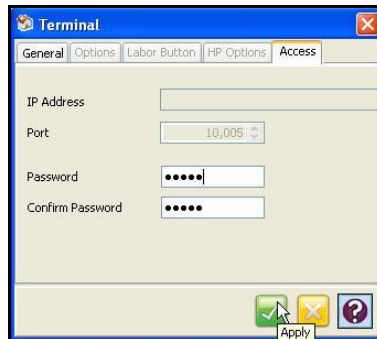 Terminal
General Options Labor Button HP Options Access
IP Address
Port 10,005
Password •••••
Confirm Password •••••
?
Apply